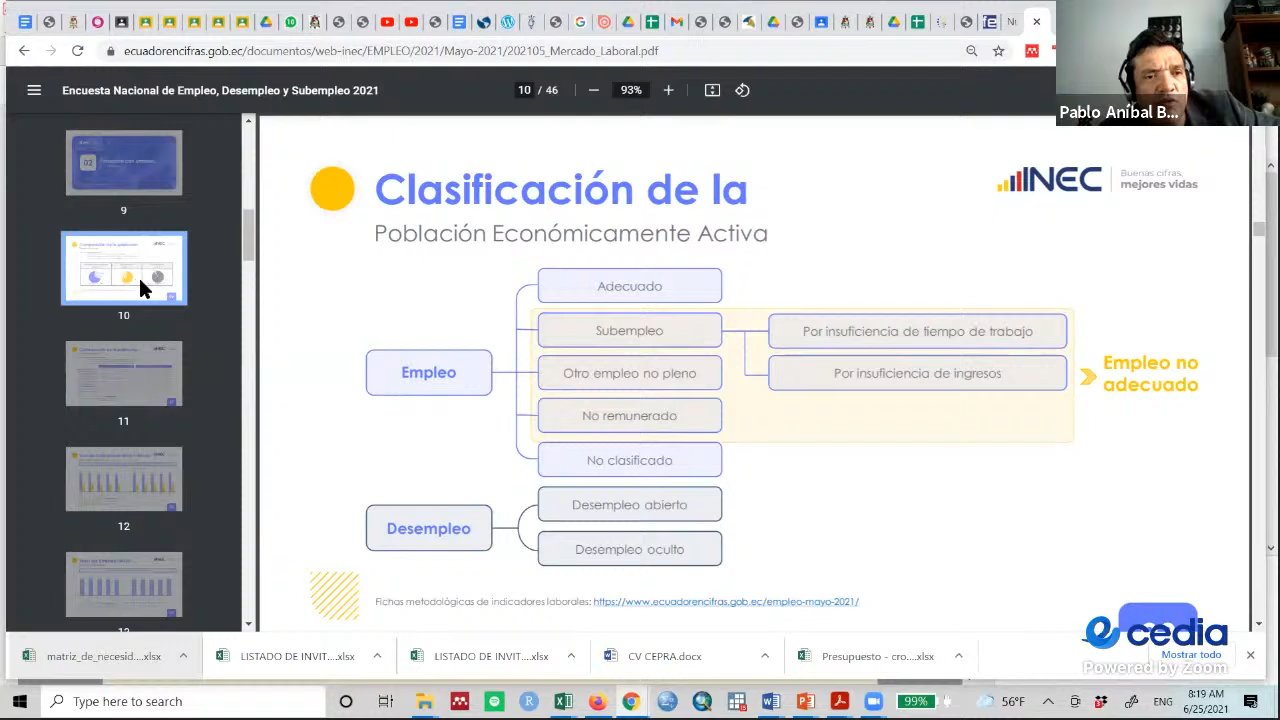 ecuadorencifras.gob.ec/documentos/web-inec/EMPLEO/2021/Mayo-2021/202105_Mercado_Laboral.pdf
Encuesta Nacional de Empleo, Desempleo y Subempleo 2021
10 / 46
93%
Pablo Aníbal B...
9
10
11
12
Clasificación de la
Población Económicamente Activa
INEC
Buenas cifras,
mejores vidas
Empleo
Adecuado
Subempleo
Otro empleo no pleno
No remunerado
No clasificado
Por insuficiencia de tiempo de trabajo
Por insuficiencia de ingresos
Empleo no
adecuado
Desempleo
Desempleo abierto
Desempleo oculto
Fichas metodológicas de indicadores laborales: https://www.ecuadorencifras.gob.ec/empleo-mayo-2021/
cedia
Powered by Zoom
matriz_de_necesid....xlsx
LISTADO DE INVIT....xlsx
LISTADO DE INVIT....xlsx
CV CEPRA.docx
Presupuesto - cro....xlsx
Mostrar todo
Type here to search
99%
56°F
ENG
8:19 AM
6/25/2021